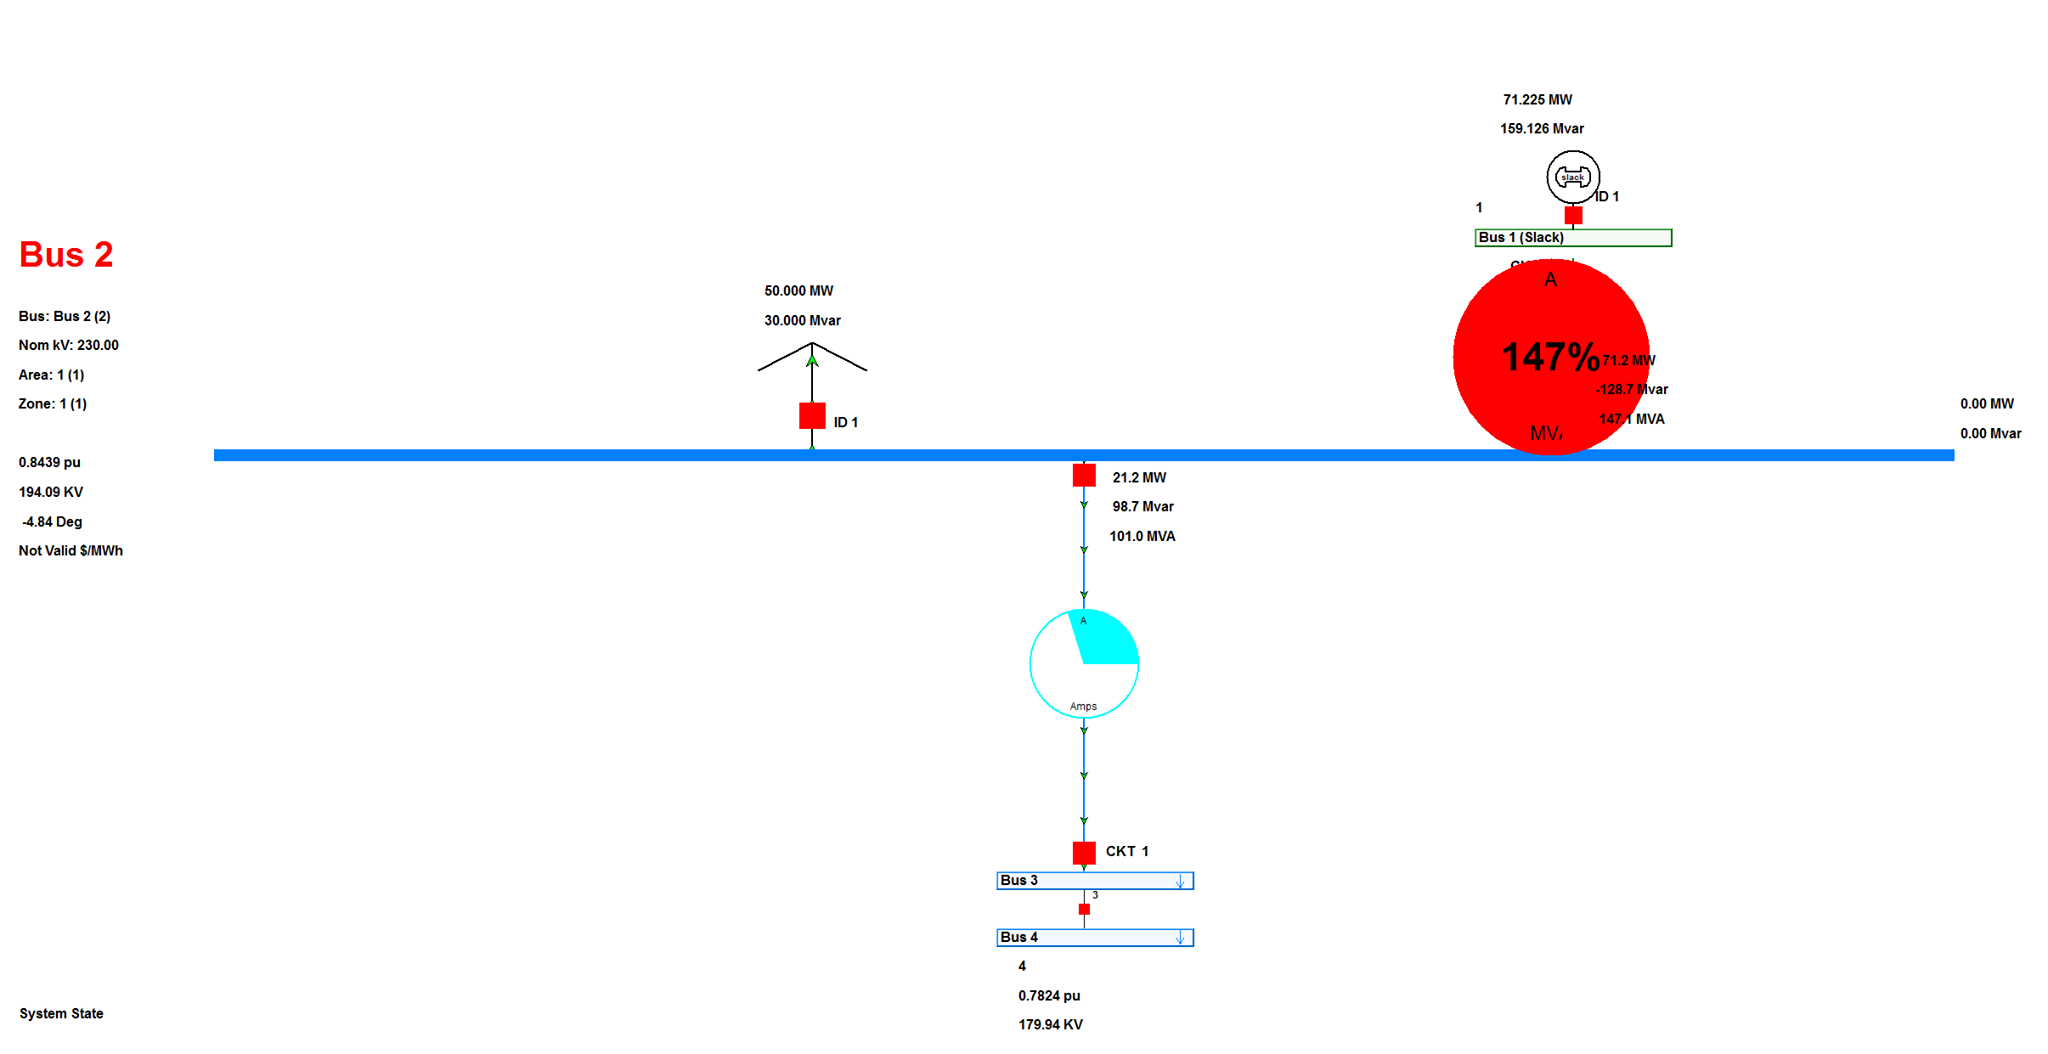 71.225 MW
159.126 Mvar
slack
ID 1
1
Bus 1 (Slack)
Bus 2
A
50.000 MW
30.000 Mvar
Bus: Bus 2 (2)
Nom kV: 230.00
Area: 1 (1)
Zone: 1 (1)
147%
71.2 MW
-128.7 Mvar
147.1 MVA
MVA
0.00 MW
0.00 Mvar
ID 1
0.8439 pu
194.09 KV
-4.84 Deg
Not Valid $/MWh
21.2 MW
98.7 Mvar
101.0 MVA
A
Amps
CKT 1
Bus 3
3
Bus 4
4
0.7824 pu
179.94 KV
System State